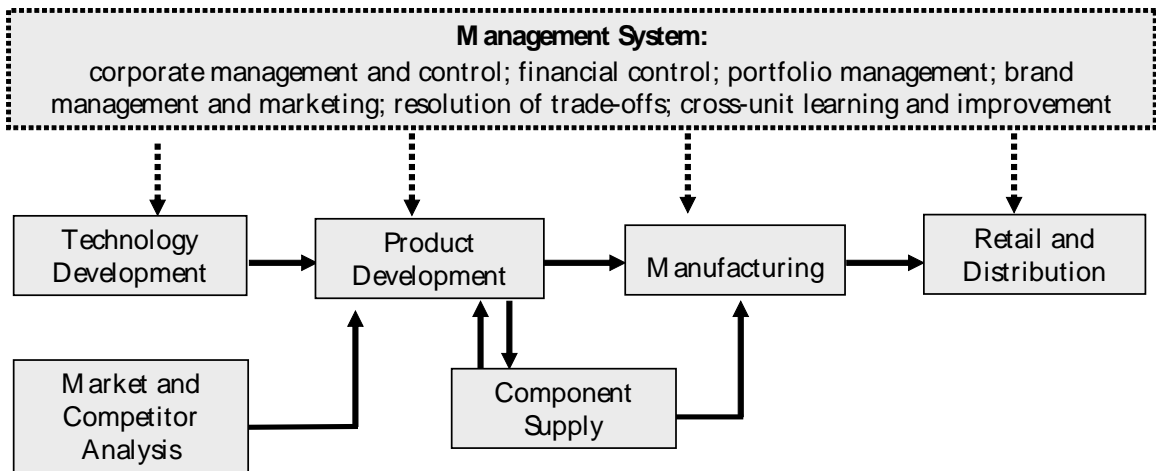 Management System:
corporate management and control; financial control; portfolio management; brand
management and marketing; resolution of trade-offs; cross-unit learning and improvement
Technology
Development
Product
Development
Manufacturing
Retail and
Distribution
Market and
Competitor
Analysis
Component
Supply